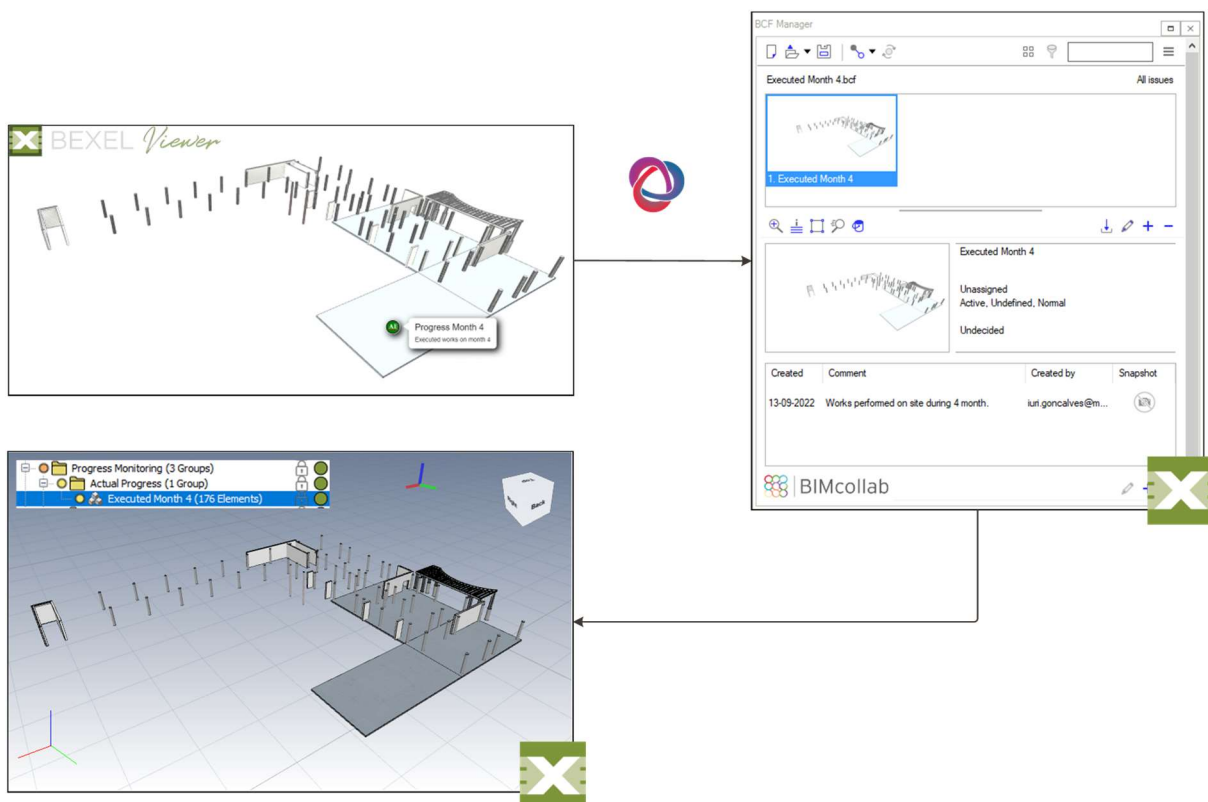 BEXEL Viewer
A1
Progress Month 4
Executed works on month 4
BCF Manager
Executed Month 4.bcf
All issues
1. Executed Month 4
Executed Month 4
Unassigned
Active, Undefined, Normal
Undecided
Created Comment Created by Snapshot
13-09-2022 Works performed on site during 4 month. iuri.goncalves@m...
BIMcollab
Progress Monitoring (3 Groups)
Actual Progress (1 Group)
Executed Month 4 (176 Elements)
Back